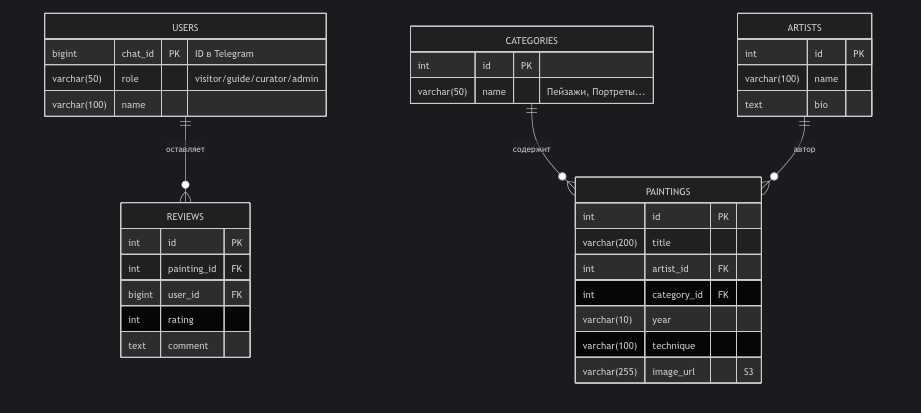 USERS
bigint chat_id PK ID в Telegram
varchar(50) role visitor/guide/curator/admin
varchar(100) name
CATEGORIES
int id PK
varchar(50) name Пейзажи, Портреты...
ARTISTS
int id PK
varchar(100) name
text bio
оставляет
содержит
автор
REVIEWS
int id PK
int painting_id FK
bigint user_id FK
int rating
text comment
PAINTINGS
int id PK
varchar(200) title
int artist_id FK
int category_id FK
varchar(10) year
varchar(100) technique
varchar(255) image_url S3